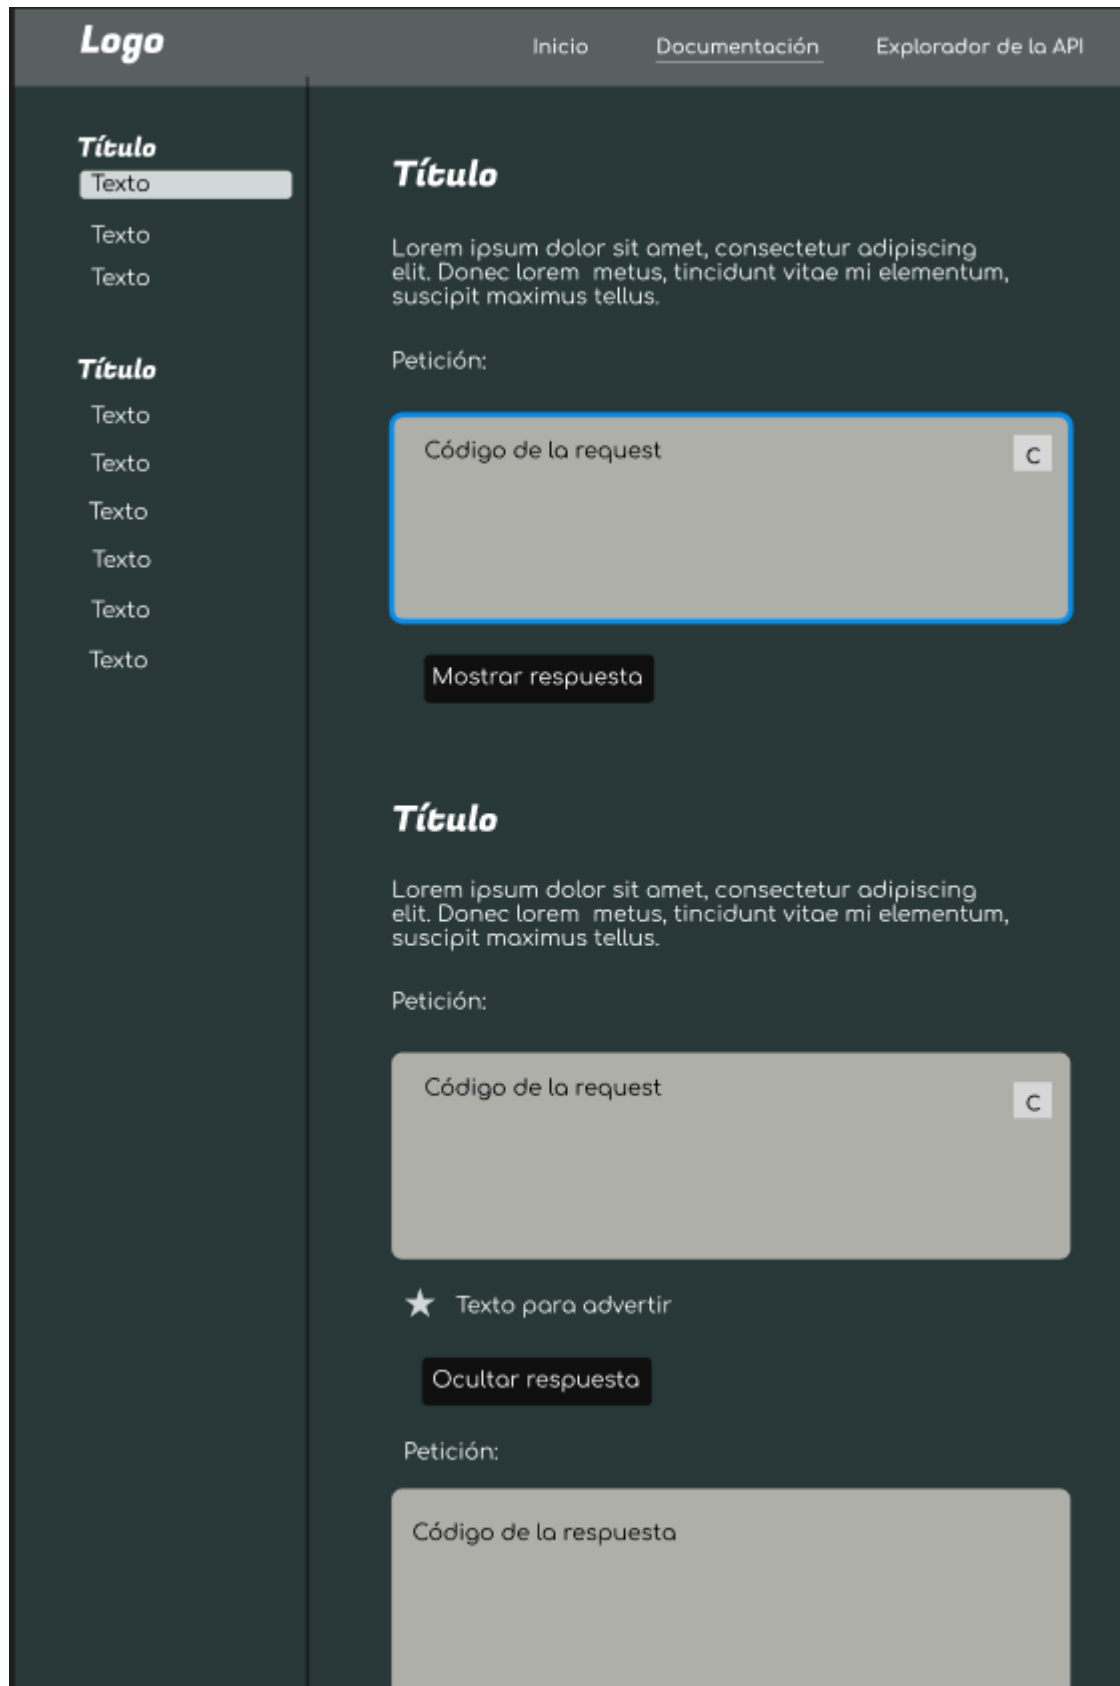 Logo
Inicio Documentación Explorador de la API
Título
Texto
Texto
Texto
Título
Texto
Texto
Texto
Texto
Texto
Texto
Título
Lorem ipsum dolor sit amet, consectetur adipiscing
elit. Donec lorem  metus, tincidunt vitae mi elementum,
suscipit maximus tellus.
Petición:
Código de la request
C
Mostrar respuesta
Título
Lorem ipsum dolor sit amet, consectetur adipiscing
elit. Donec lorem  metus, tincidunt vitae mi elementum,
suscipit maximus tellus.
Petición:
Código de la request
C
Texto para advertir
Ocultar respuesta
Petición:
Código de la respuesta